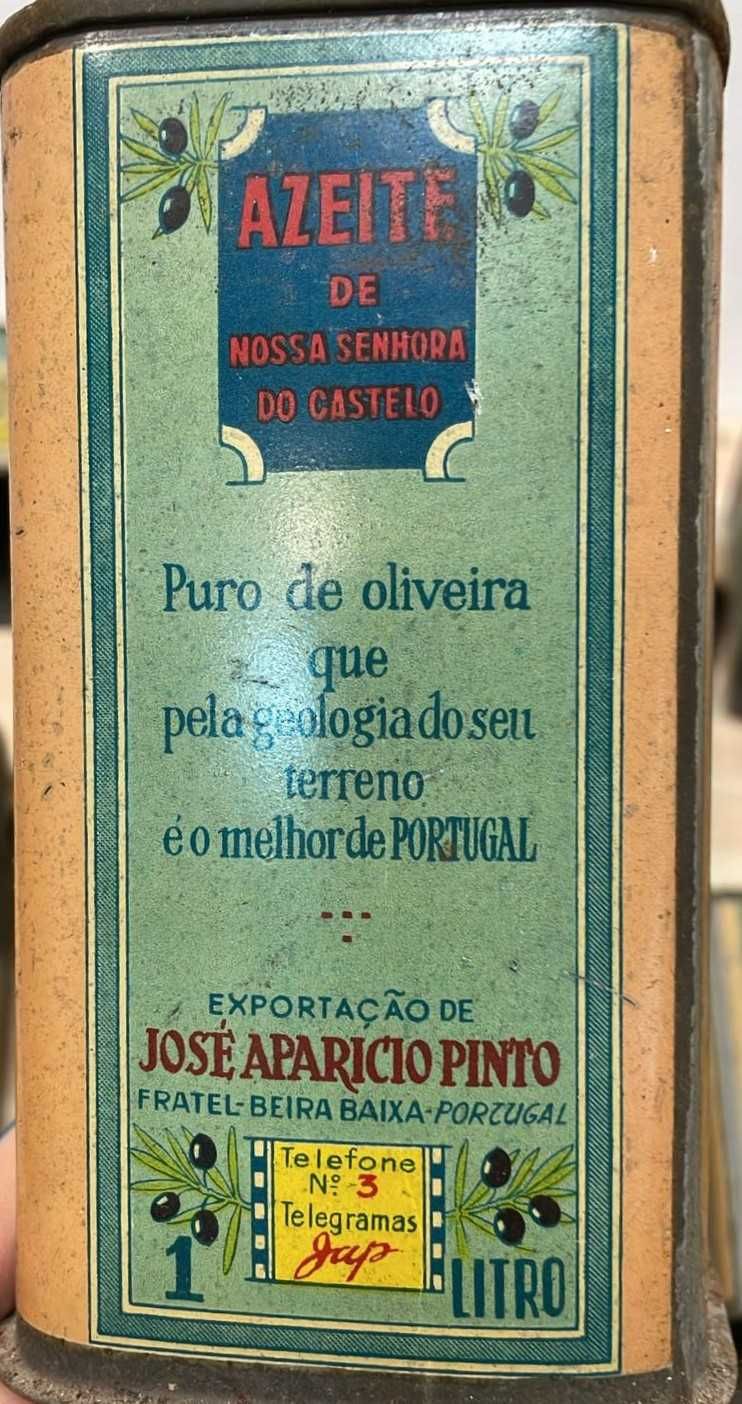 AZEITE
DE
NOSSA SENHORA
DO CASTELO
Puro de oliveira
que
pela geologia do seu
terreno
é o melhor de PORTUGAL
EXPORTAÇÃO DE
JOSÉ APARICIO PINTO
FRATEL-BEIRA BAIXA-PORTUGAL
Telefone
Nº 3
Telegramas
Jap
1 LITRO